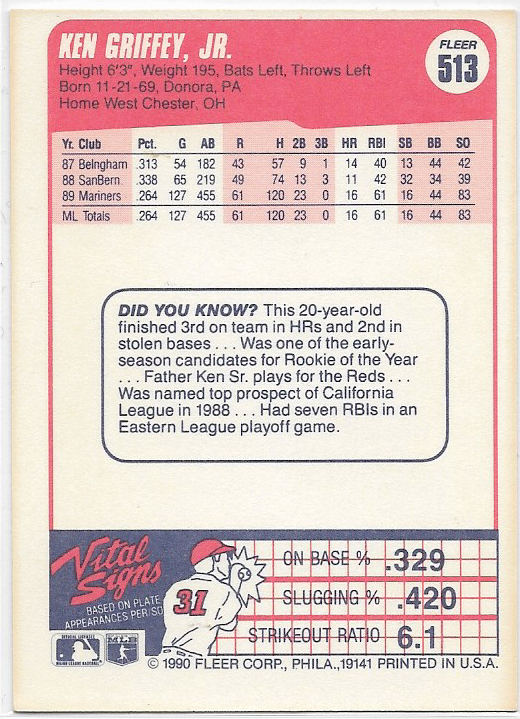 KEN GRIFFEY, JR.
FLEER
513
Height 6'3", Weight 195, Bats Left, Throws Left
Born 11-21-69, Donora, PA
Home West Chester, OH
Yr. Club Pct. G AB R H 2B 3B HR RBI SB BB SO
87 Belngham .313 54 182 43 57 9 1 14 40 13 44 42
88 SanBern .338 65 219 49 74 13 3 11 42 32 34 39
89 Mariners .264 127 455 61 120 23 0 16 61 16 44 83
ML Totals .264 127 455 61 120 23 0 16 61 16 44 83
DID YOU KNOW? This 20-year-old
finished 3rd on team in HRs and 2nd in
stolen bases . . . Was one of the early-
season candidates for Rookie of the Year
. . . Father Ken Sr. plays for the Reds . . .
Was named top prospect of California
League in 1988 . . . Had seven RBIs in an
Eastern League playoff game.
Vital
Signs
BASED ON PLATE
APPEARANCES PER/SO
31
ON BASE % .329
SLUGGING % .420
STRIKEOUT RATIO 6.1
MLB
© 1990 FLEER CORP., PHILA., 19141 PRINTED IN U.S.A.